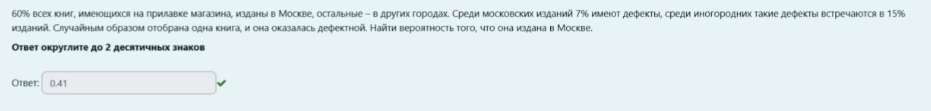 60% всех книг, имеющихся на прилавке магазина, изданы в Москве, остальные – в других городах. Среди московских изданий 7% имеют дефекты, среди иногородних такие дефекты встречаются в 15%
изданий. Случайным образом отобрана одна книга, и она оказалась дефектной. Найти вероятность того, что она издана в Москве.
Ответ округлите до 2 десятичных знаков
Ответ: 0.41